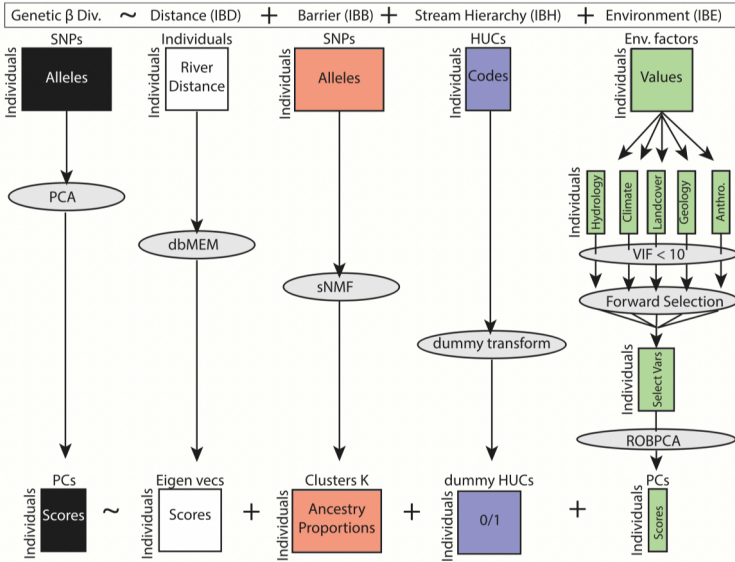 Genetic β Div. ~ Distance (IBD) + Barrier (IBB) + Stream Hierarchy (IBH) + Environment (IBE)
SNPs Individuals SNPs HUCs Env. factors
Individuals Alleles
Individuals River Distance
Individuals Alleles
Individuals Codes
Individuals Values
Individuals Hydrology Climate Landcover Geology Anthro.
PCA
dbMEM
VIF < 10
sNMF
Forward Selection
dummy transform
Individuals Select Vars
ROBPCA
PCs Eigen vecs Clusters K dummy HUCs PCs
Individuals Scores ~ Individuals Scores + Individuals Ancestry Proportions + Individuals 0/1 + Individuals Scores